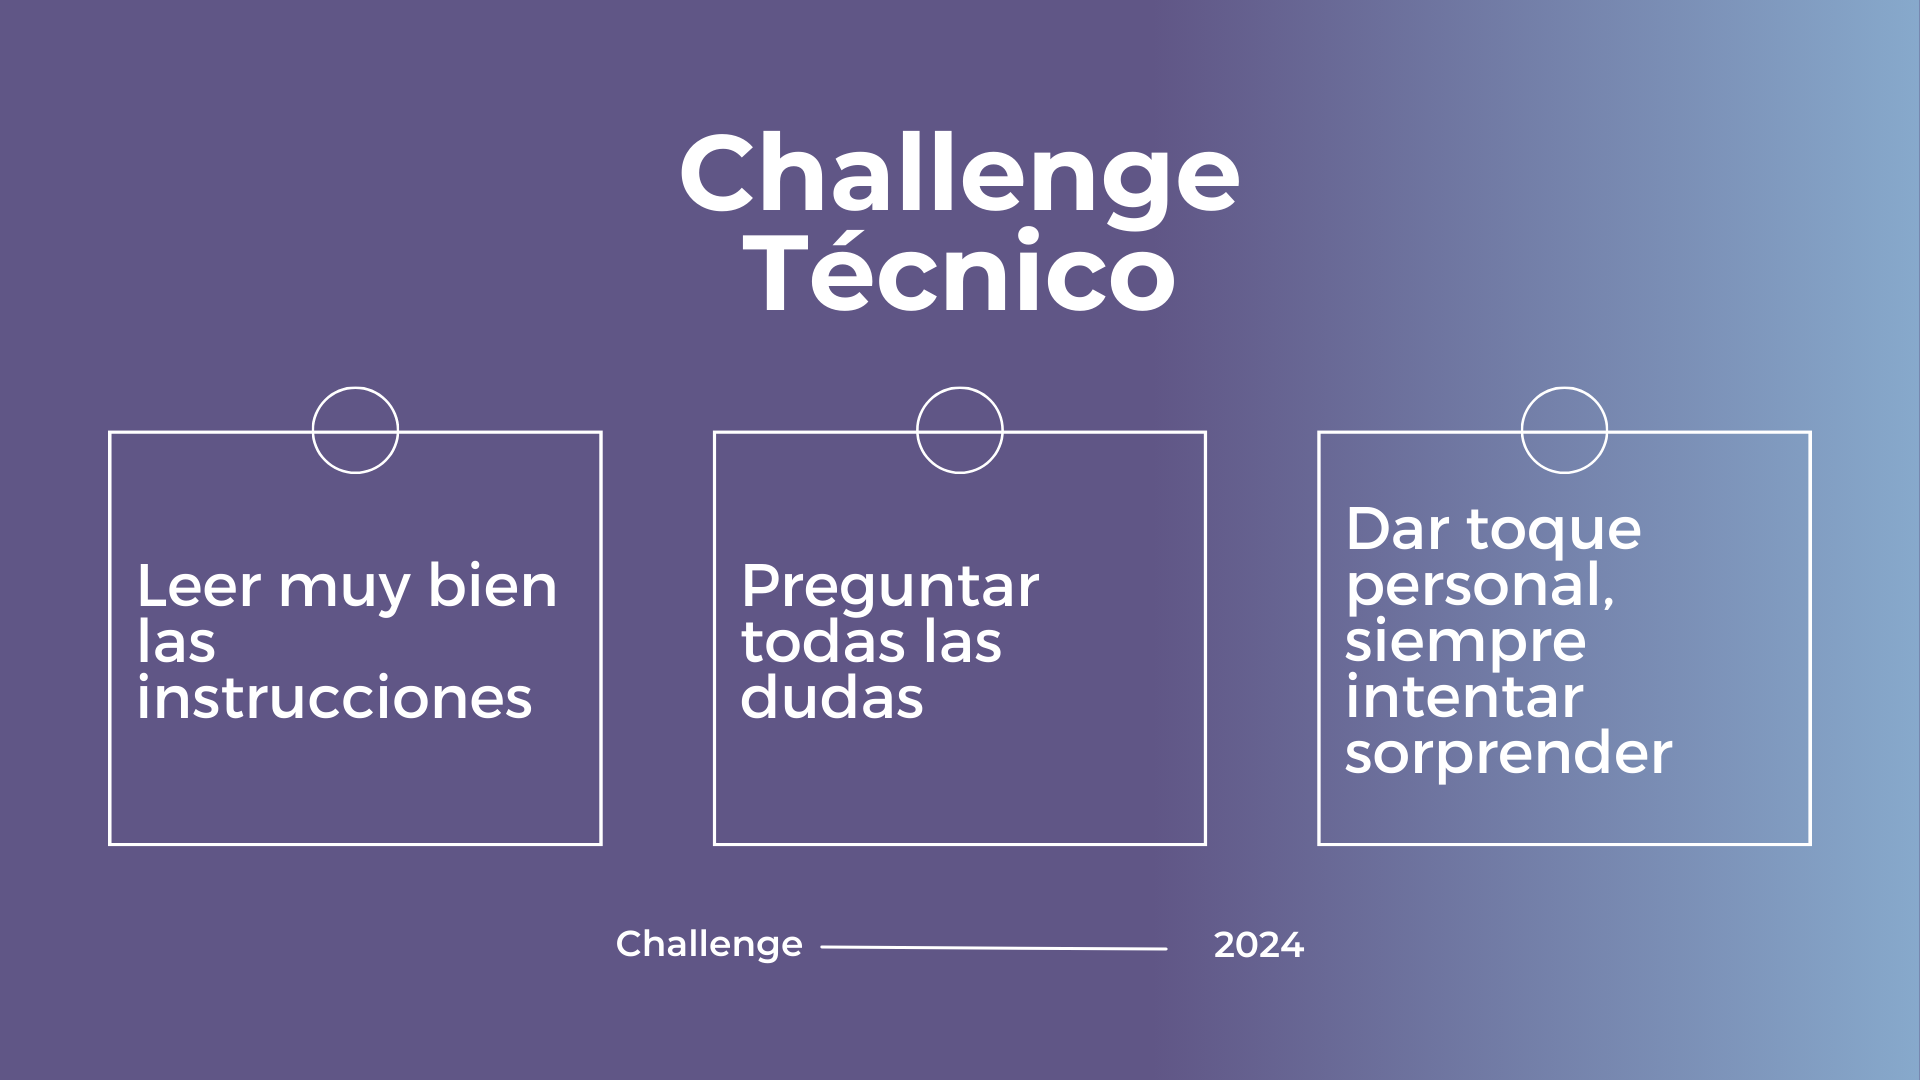 Challenge
Técnico
Leer muy bien
las
instrucciones
Preguntar
todas las
dudas
Dar toque
personal,
siempre
intentar
sorprender
Challenge
2024